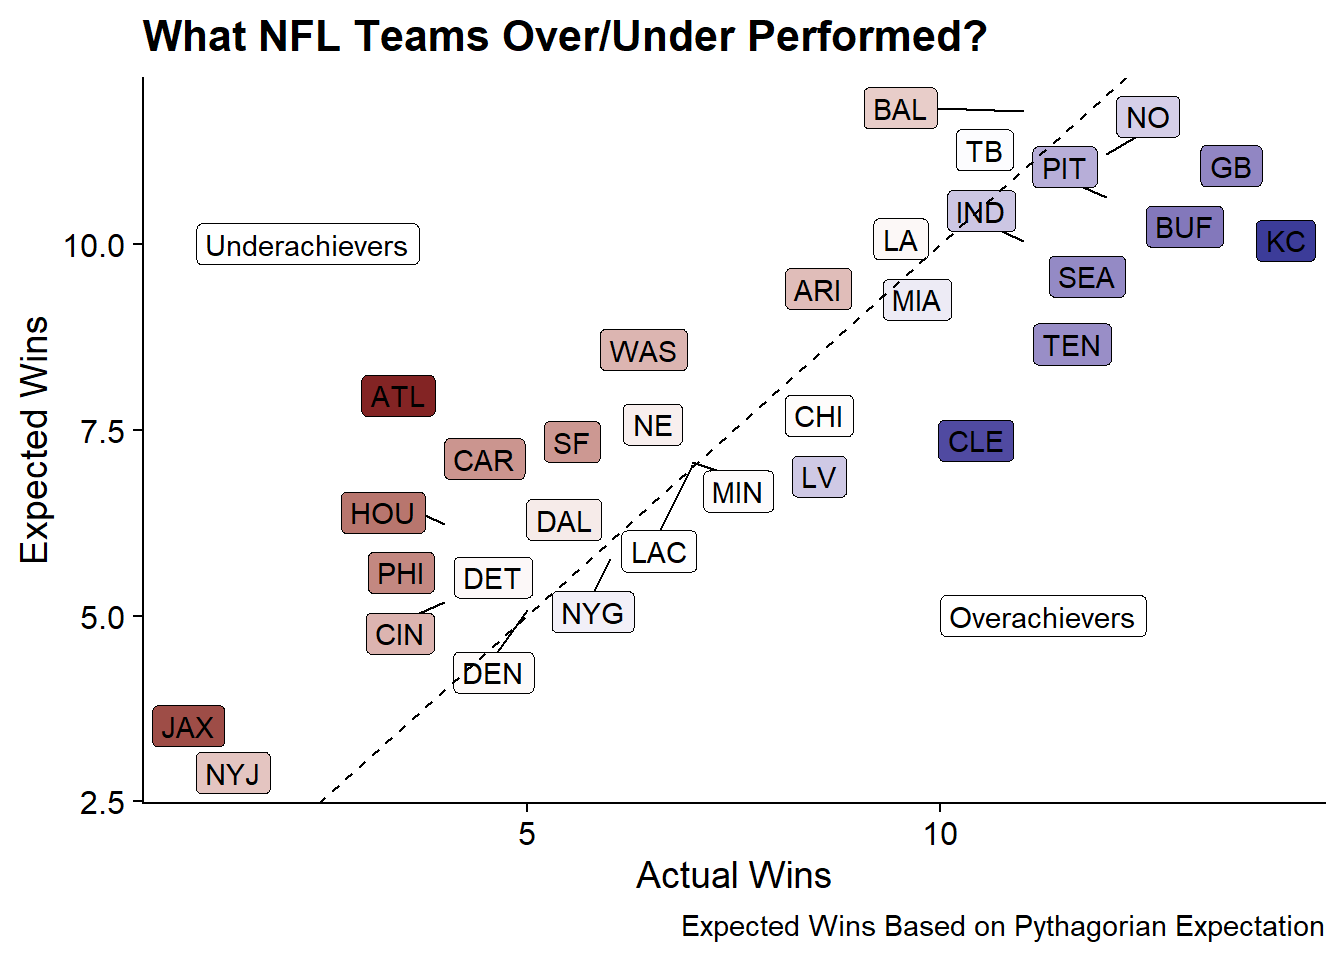 What NFL Teams Over/Under Performed?
BAL
NO
TB
PIT
GB
IND
BUF
Underachievers
LA
KC
10.0
SEA
ARI
MIA
TEN
WAS
ATL
CHI
NE
7.5
SF
CLE
CAR
LV
MIN
HOU
DAL
Expected Wins
LAC
PHI
DET
NYG
5.0
Overachievers
CIN
DEN
JAX
NYJ
2.5
5
10
Actual Wins
Expected Wins Based on Pythagorian Expectation